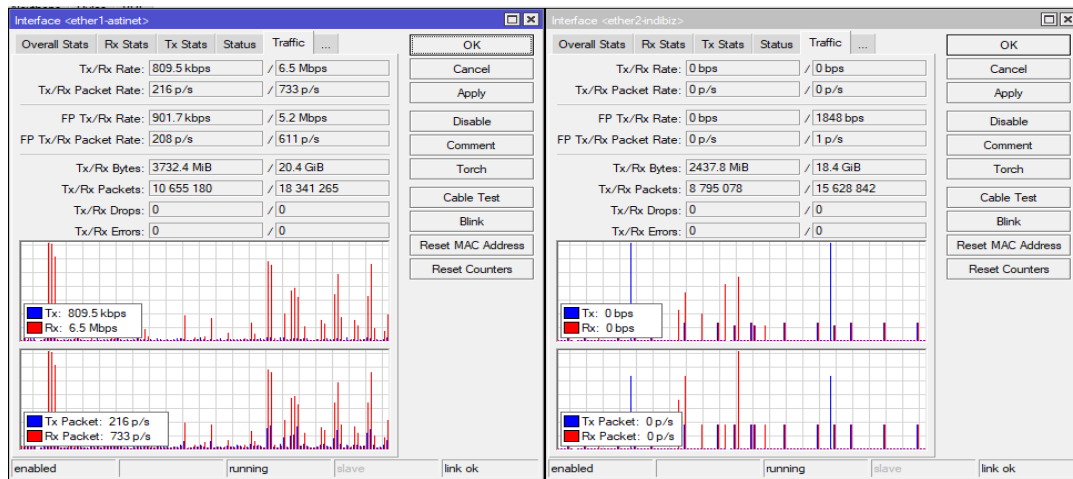 Interface <ether1-astinet>
Overall Stats Rx Stats Tx Stats Status Traffic ...
Tx/Rx Rate: 809.5 kbps / 6.5 Mbps
Tx/Rx Packet Rate: 216 p/s / 733 p/s
FP Tx/Rx Rate: 901.7 kbps / 5.2 Mbps
FP Tx/Rx Packet Rate: 208 p/s / 611 p/s
Tx/Rx Bytes: 3732.4 MiB / 20.4 GiB
Tx/Rx Packets: 10 655 180 / 18 341 265
Tx/Rx Drops: 0 / 0
Tx/Rx Errors: 0 / 0
Tx: 809.5 kbps
Rx: 6.5 Mbps
Tx Packet: 216 p/s
Rx Packet: 733 p/s
OK
Cancel
Apply
Disable
Comment
Torch
Cable Test
Blink
Reset MAC Address
Reset Counters
enabled running slave link ok
Interface <ether2-indibiz>
Overall Stats Rx Stats Tx Stats Status Traffic ...
Tx/Rx Rate: 0 bps / 0 bps
Tx/Rx Packet Rate: 0 p/s / 0 p/s
FP Tx/Rx Rate: 0 bps / 1848 bps
FP Tx/Rx Packet Rate: 0 p/s / 1 p/s
Tx/Rx Bytes: 2437.8 MiB / 18.4 GiB
Tx/Rx Packets: 8 795 078 / 15 628 842
Tx/Rx Drops: 0 / 0
Tx/Rx Errors: 0 / 0
Tx: 0 bps
Rx: 0 bps
Tx Packet: 0 p/s
Rx Packet: 0 p/s
OK
Cancel
Apply
Disable
Comment
Torch
Cable Test
Blink
Reset MAC Address
Reset Counters
enabled running slave link ok